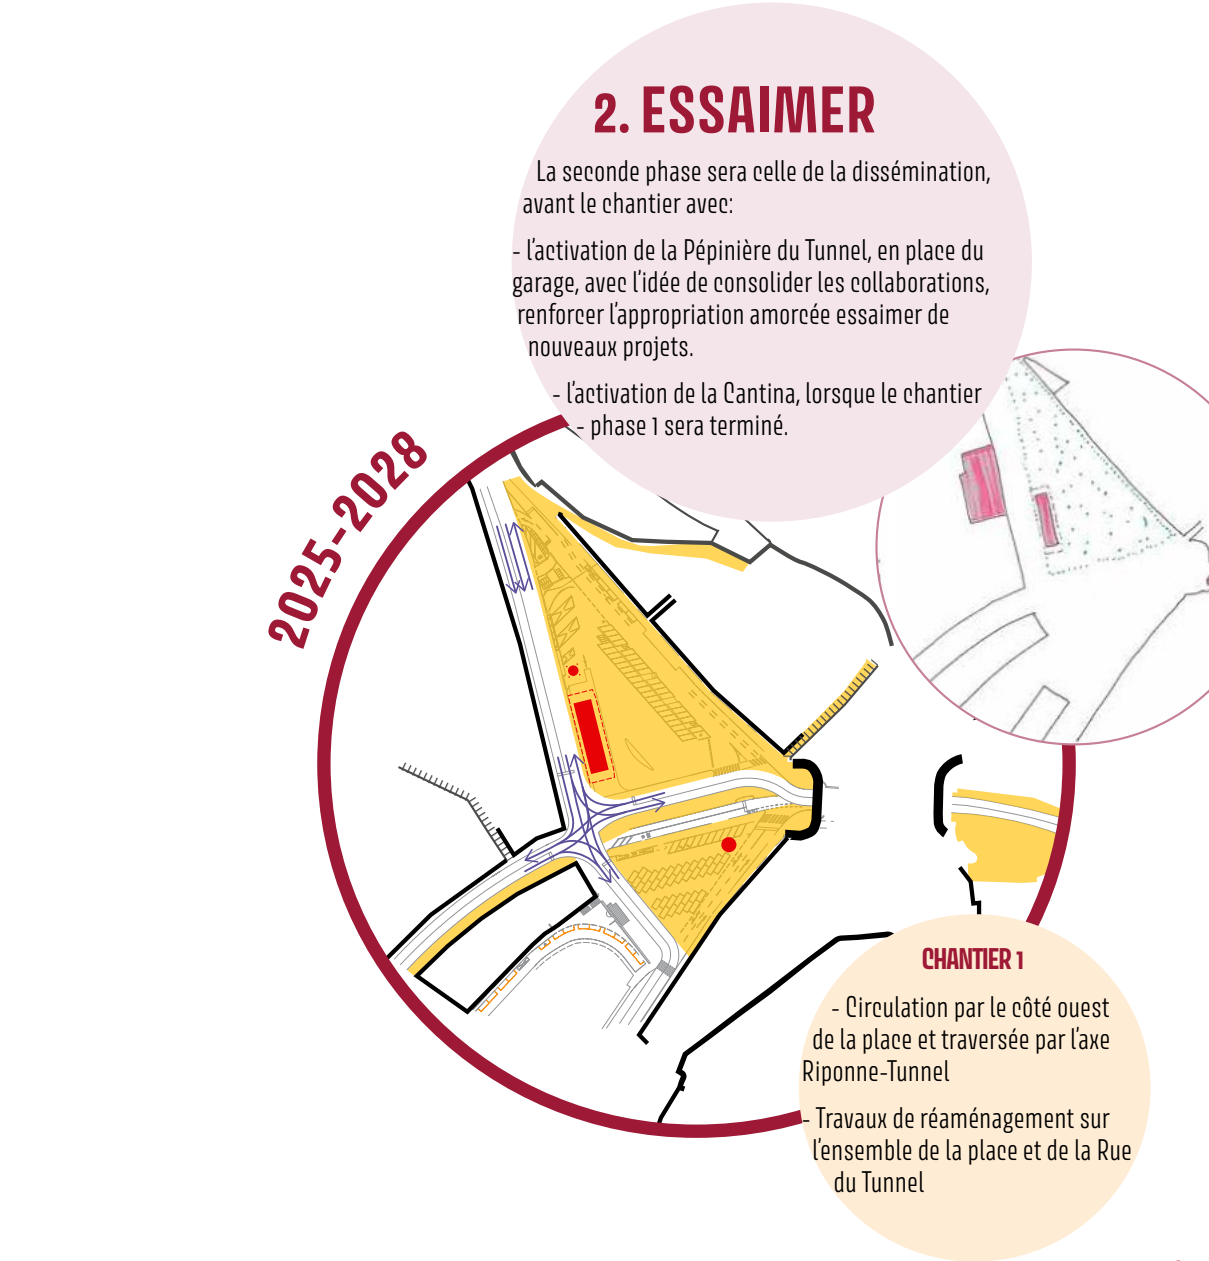 2. ESSAIMER
La seconde phase sera celle de la dissémination,
avant le chantier avec:
- l'activation de la Pépinière du Tunnel, en place du
garage, avec l'idée de consolider les collaborations,
renforcer l'appropriation amorcée essaimer de
nouveaux projets.
- l'activation de la Cantina, lorsque le chantier
- phase 1 sera terminé.
2025-2028
CHANTIER 1
- Circulation par le côté ouest
de la place et traversée par l'axe
Riponne-Tunnel
- Travaux de réaménagement sur
l'ensemble de la place et de la Rue
du Tunnel